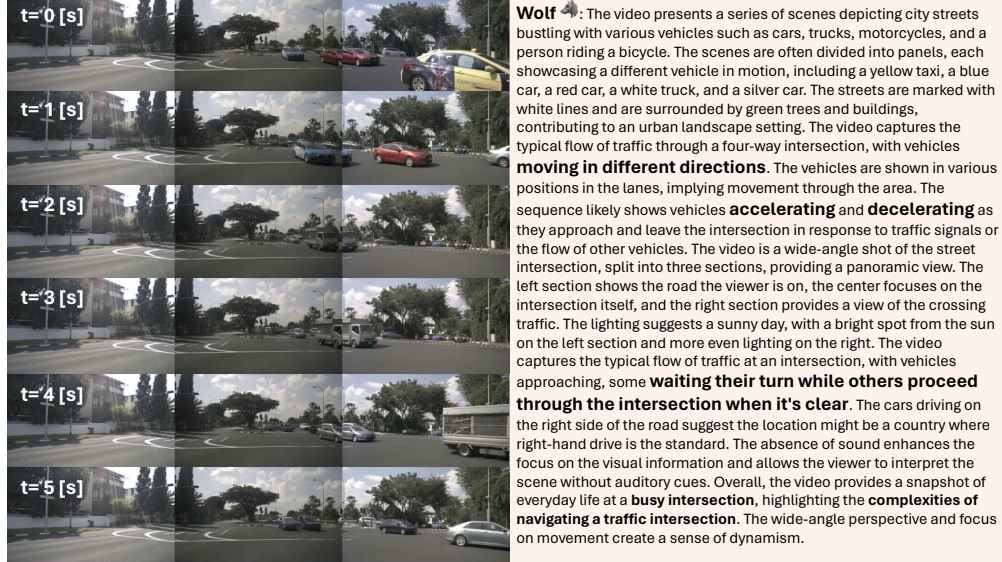 t= 0 [s]
t= 1 [s]
t= 2 [s]
t= 3 [s]
t= 4 [s]
t= 5 [s]
COMFORT
Wolf : The video presents a series of scenes depicting city streets
bustling with various vehicles such as cars, trucks, motorcycles, and a
person riding a bicycle. The scenes are often divided into panels, each
showcasing a different vehicle in motion, including a yellow taxi, a blue
car, a red car, a white truck, and a silver car. The streets are marked with
white lines and are surrounded by green trees and buildings,
contributing to an urban landscape setting. The video captures the
typical flow of traffic through a four-way intersection, with vehicles
moving in different directions. The vehicles are shown in various
positions in the lanes, implying movement through the area. The
sequence likely shows vehicles accelerating and decelerating as
they approach and leave the intersection in response to traffic signals or
the flow of other vehicles. The video is a wide-angle shot of the street
intersection, split into three sections, providing a panoramic view. The
left section shows the road the viewer is on, the center focuses on the
intersection itself, and the right section provides a view of the crossing
traffic. The lighting suggests a sunny day, with a bright spot from the sun
on the left section and more even lighting on the right. The video
captures the typical flow of traffic at an intersection, with vehicles
approaching, some waiting their turn while others proceed
through the intersection when it's clear. The cars driving on
the right side of the road suggest the location might be a country where
right-hand drive is the standard. The absence of sound enhances the
focus on the visual information and allows the viewer to interpret the
scene without auditory cues. Overall, the video provides a snapshot of
everyday life at a busy intersection, highlighting the complexities of
navigating a traffic intersection. The wide-angle perspective and focus
on movement create a sense of dynamism.